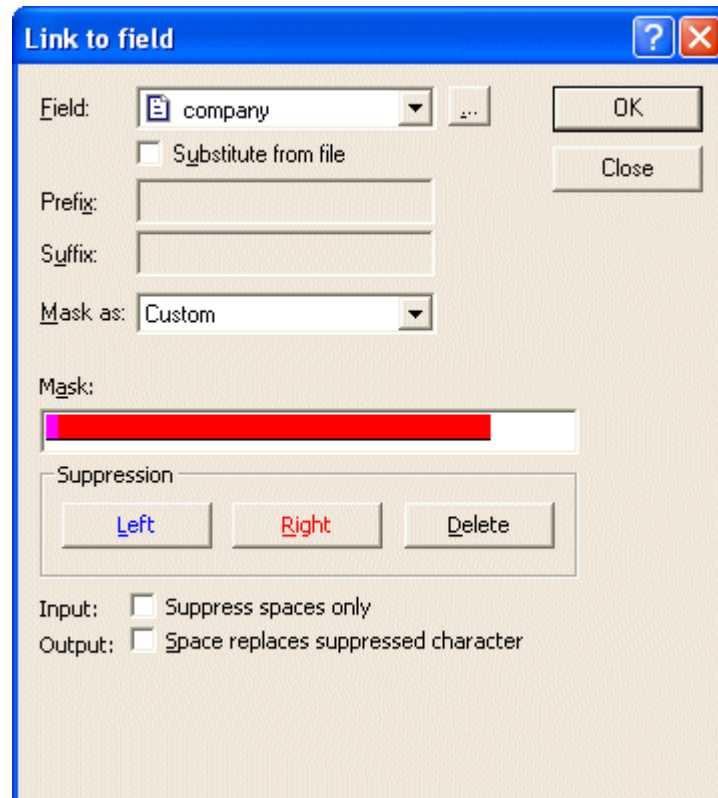 Link to field
?
Field: company ... OK
Substitute from file
Close
Prefix:
Suffix:
Mask as: Custom
Mask:
Suppression
Left Right Delete
Input: Suppress spaces only
Output: Space replaces suppressed character